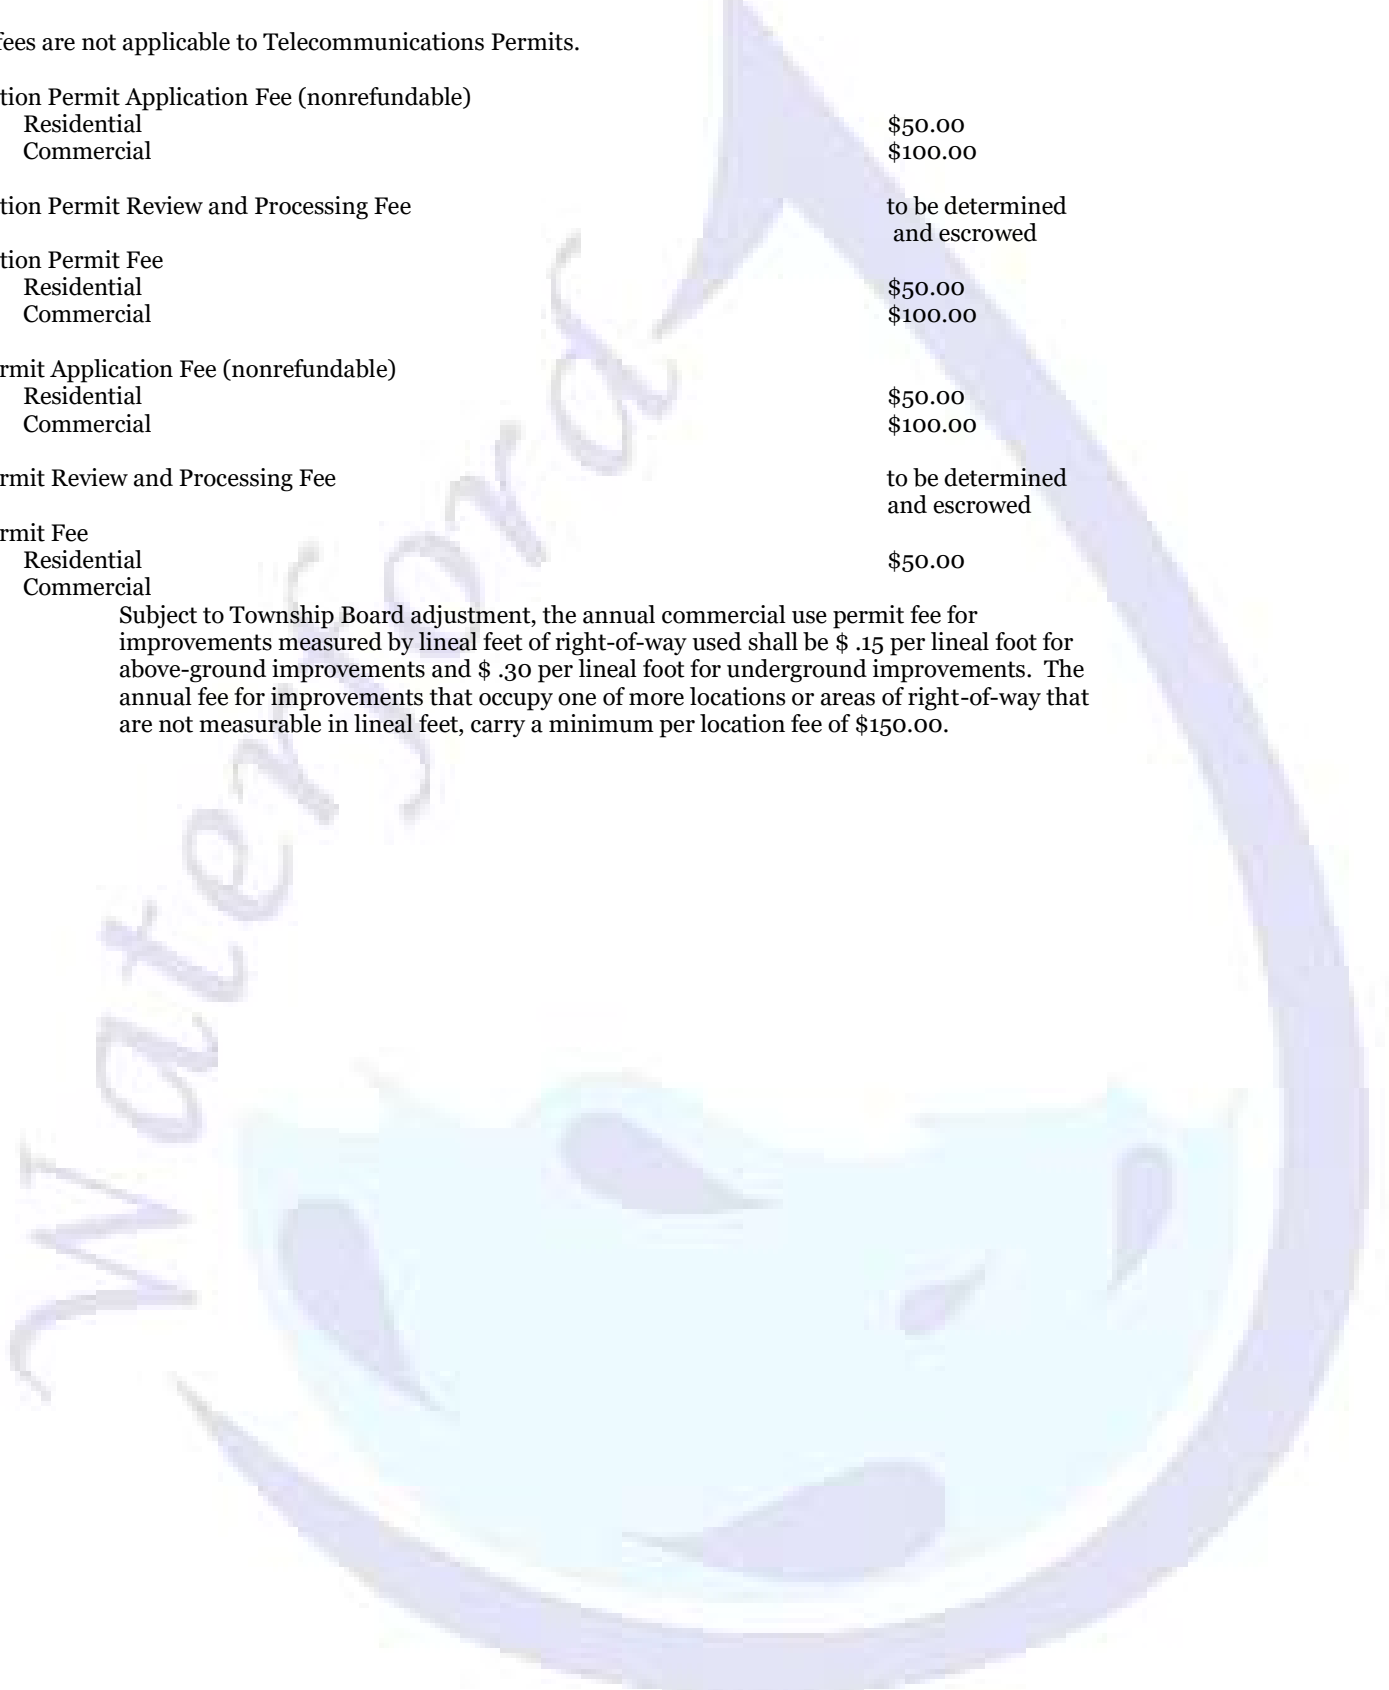 fees are not applicable to Telecommunications Permits.
tion Permit Application Fee (nonrefundable)
Residential $50.00
Commercial $100.00
tion Permit Review and Processing Fee to be determined
and escrowed
tion Permit Fee
Residential $50.00
Commercial $100.00
rmit Application Fee (nonrefundable)
Residential $50.00
Commercial $100.00
rmit Review and Processing Fee to be determined
and escrowed
rmit Fee
Residential $50.00
Commercial
Subject to Township Board adjustment, the annual commercial use permit fee for
improvements measured by lineal feet of right-of-way used shall be $ .15 per lineal foot for
above-ground improvements and $ .30 per lineal foot for underground improvements.  The
annual fee for improvements that occupy one of more locations or areas of right-of-way that
are not measurable in lineal feet, carry a minimum per location fee of $150.00.
Waterford